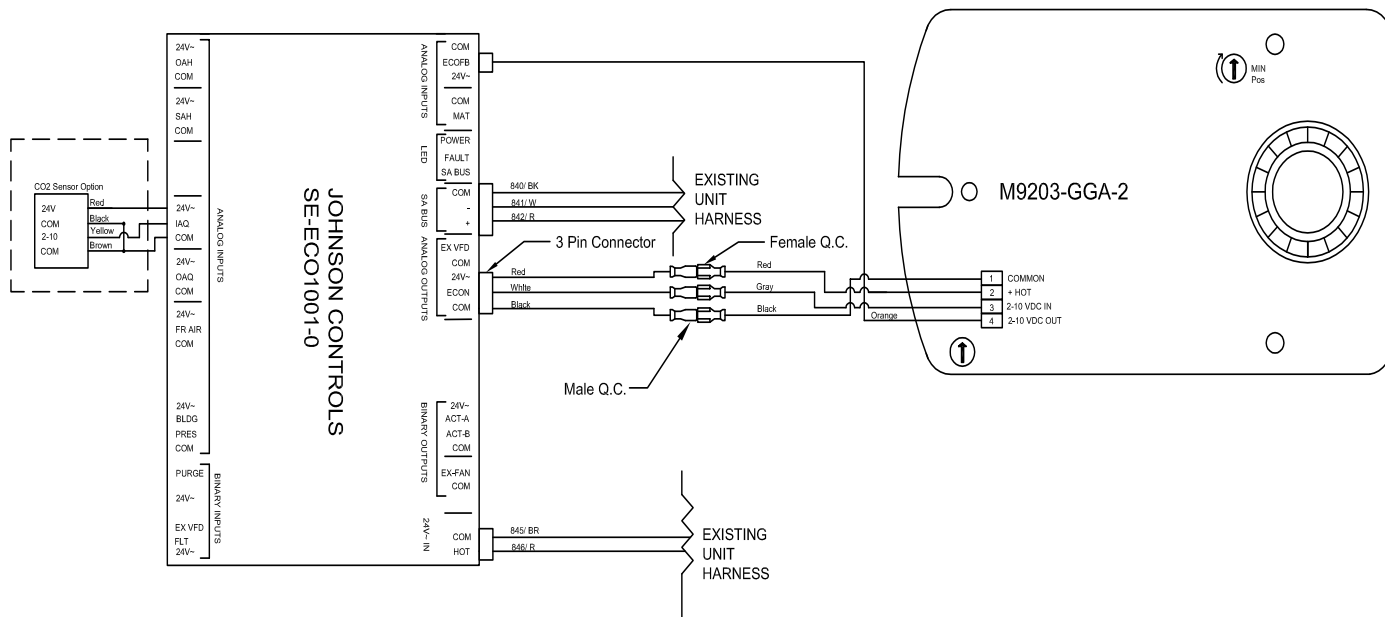 CO2 Sensor Option
24V
COM
2-10
COM
Red
Black
Yellow
Brown
24V~
OAH
COM
24V~
SAH
COM
24V~
IAQ
COM
24V~
OAQ
COM
24V~
FR AIR
COM
24V~
BLDG
PRES
COM
ANALOG INPUTS
PURGE
24V~
EX VFD
FLT
24V~
BINARY INPUTS
JOHNSON CONTROLS
SE-ECO1001-0
ANALOG INPUTS
COM
ECOFB
24V~
COM
MAT
LED
POWER
FAULT
SA BUS
SA BUS
COM
-
+
ANALOG OUTPUTS
EX VFD
COM
24V~
ECON
COM
BINARY OUTPUTS
24V~
ACT-A
ACT-B
COM
EX-FAN
COM
24V~ IN
COM
HOT
840/ BK
841/ W
842/ R
EXISTING
UNIT
HARNESS
3 Pin Connector
Female Q.C.
Red
White
Black
Red
Gray
Black
Male Q.C.
Orange
845/ BR
846/ R
EXISTING
UNIT
HARNESS
MIN
Pos
M9203-GGA-2
1 COMMON
2 + HOT
3 2-10 VDC IN
4 2-10 VDC OUT